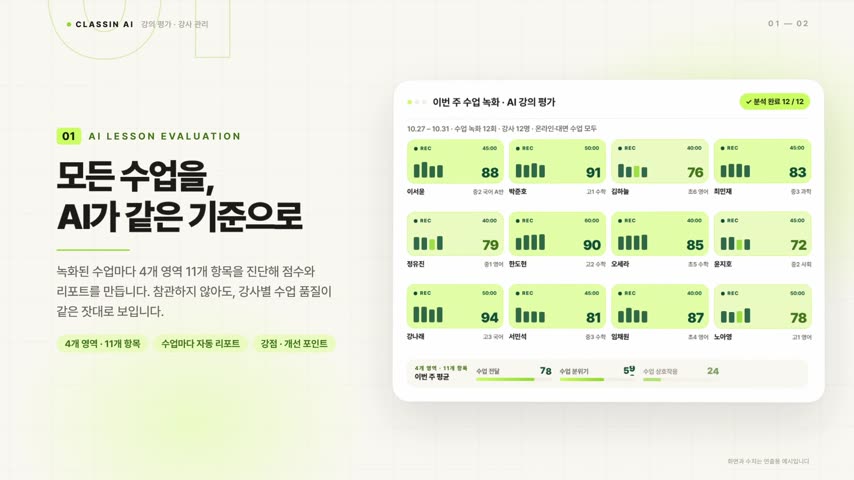 CLASSIN AI 강의 평가 · 강사 관리
01 — 02
01
01 AI LESSON EVALUATION
모든 수업을,
AI가 같은 기준으로
녹화된 수업마다 4개 영역 11개 항목을 진단해 점수와
리포트를 만듭니다. 참관하지 않아도, 강사별 수업 품질이
같은 잣대로 보입니다.
4개 영역 · 11개 항목 수업마다 자동 리포트 강점 · 개선 포인트
이번 주 수업 녹화 · AI 강의 평가 ✓ 분석 완료 12 / 12
10.27 – 10.31 · 수업 녹화 12회 · 강사 12명 · 온라인·대면 수업 모두
REC 45:00 REC 50:00 REC 40:00 REC 45:00
88 91 76 83
이서윤 중2 국어 A반 박준호 고1 수학 김하늘 초6 영어 최민재 중3 과학
REC 40:00 REC 60:00 REC 40:00 REC 45:00
79 90 85 72
정유진 중1 영어 한도현 고2 수학 오세라 초5 수학 윤지호 중2 사회
REC 50:00 REC 45:00 REC 40:00 REC 50:00
94 81 87 78
강나래 고3 국어 서민석 중3 수학 임채원 초4 영어 노아영 고1 영어
4개 영역 · 11개 항목
이번 주 평균 수업 전달 78 수업 분위기 수업 상호작용 24
화면과 수치는 연출용 예시입니다